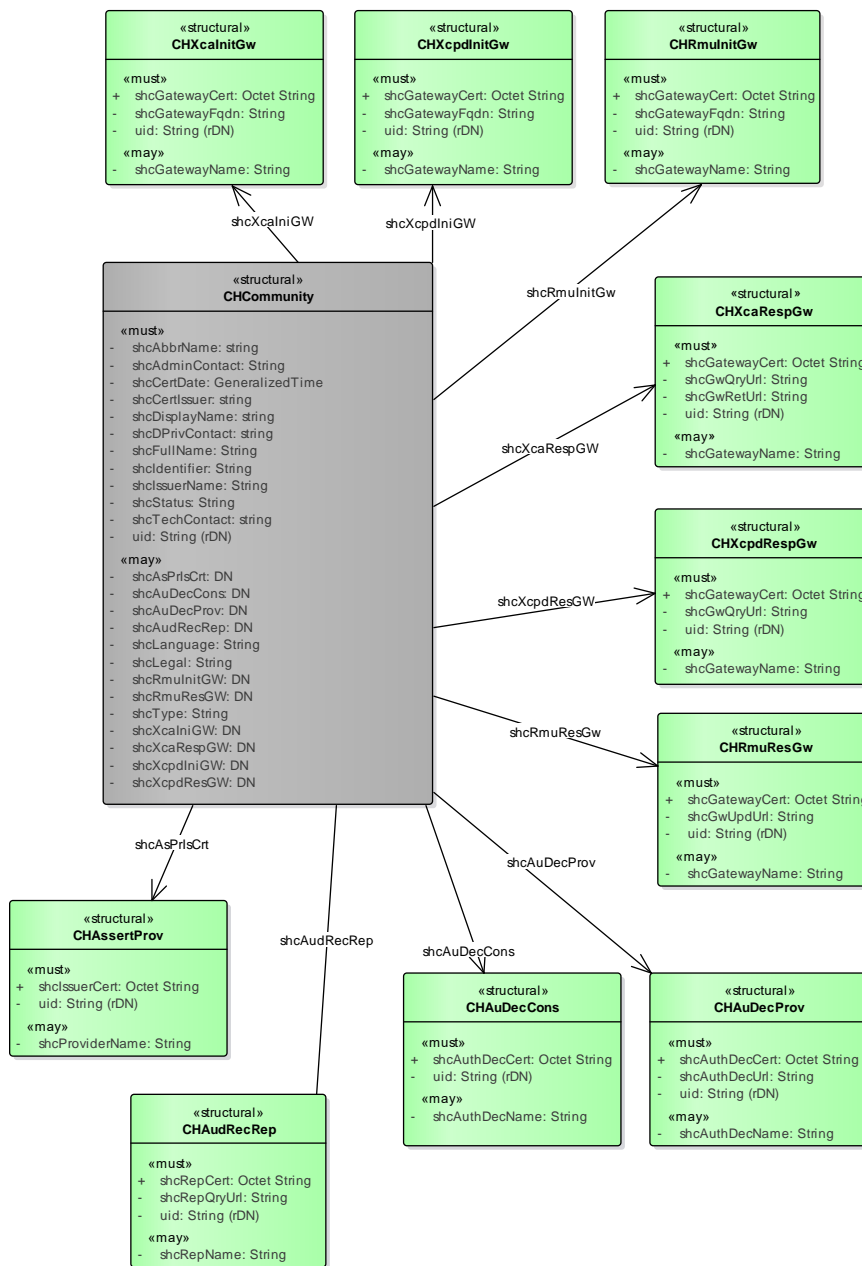 «structural»
CHXcaInitGw
«must»
+ shcGatewayCert: Octet String
- shcGatewayFqdn: String
- uid: String (rDN)
«may»
- shcGatewayName: String
«structural»
CHXcpdInitGw
«must»
+ shcGatewayCert: Octet String
- shcGatewayFqdn: String
- uid: String (rDN)
«may»
- shcGatewayName: String
«structural»
CHRmuInitGw
«must»
+ shcGatewayCert: Octet String
- shcGatewayFqdn: String
- uid: String (rDN)
«may»
- shcGatewayName: String
shcXcaIniGW
shcXcpdIniGW
shcRmuInitGw
«structural»
CHCommunity
«must»
- shcAbbrName: string
- shcAdminContact: String
- shcCertDate: GeneralizedTime
- shcCertIssuer: string
- shcDisplayName: string
- shcDPrivContact: string
- shcFullName: String
- shcIdentifier: String
- shcIssuerName: String
- shcStatus: String
- shcTechContact: string
- uid: String (rDN)
«may»
- shcAsPrIsCrt: DN
- shcAuDecCons: DN
- shcAuDecProv: DN
- shcAudRecRep: DN
- shcLanguage: String
- shcLegal: String
- shcRmuInitGW: DN
- shcRmuResGW: DN
- shcType: String
- shcXcaIniGW: DN
- shcXcaRespGW: DN
- shcXcpdIniGW: DN
- shcXcpdResGW: DN
«structural»
CHXcaRespGw
«must»
+ shcGatewayCert: Octet String
- shcGwQryUrl: String
- shcGwRetUrl: String
- uid: String (rDN)
«may»
- shcGatewayName: String
shcXcaRespGW
«structural»
CHXcpdRespGw
«must»
+ shcGatewayCert: Octet String
- shcGwQryUrl: String
- uid: String (rDN)
«may»
- shcGatewayName: String
shcXcpdResGW
shcRmuResGw
«structural»
CHRmuResGw
«must»
+ shcGatewayCert: Octet String
- shcGwUpdUrl: String
- uid: String (rDN)
«may»
- shcGatewayName: String
shcAsPrIsCrt
shcAudRecRep
shcAuDecCons
shcAuDecProv
«structural»
CHAssertProv
«must»
+ shcIssuerCert: Octet String
- uid: String (rDN)
«may»
- shcProviderName: String
«structural»
CHAuDecCons
«must»
+ shcAuthDecCert: Octet String
- uid: String (rDN)
«may»
- shcAuthDecName: String
«structural»
CHAuDecProv
«must»
+ shcAuthDecCert: Octet String
- shcAuthDecUrl: String
- uid: String (rDN)
«may»
- shcAuthDecName: String
«structural»
CHAudRecRep
«must»
+ shcRepCert: Octet String
- shcRepQryUrl: String
- uid: String (rDN)
«may»
- shcRepName: String